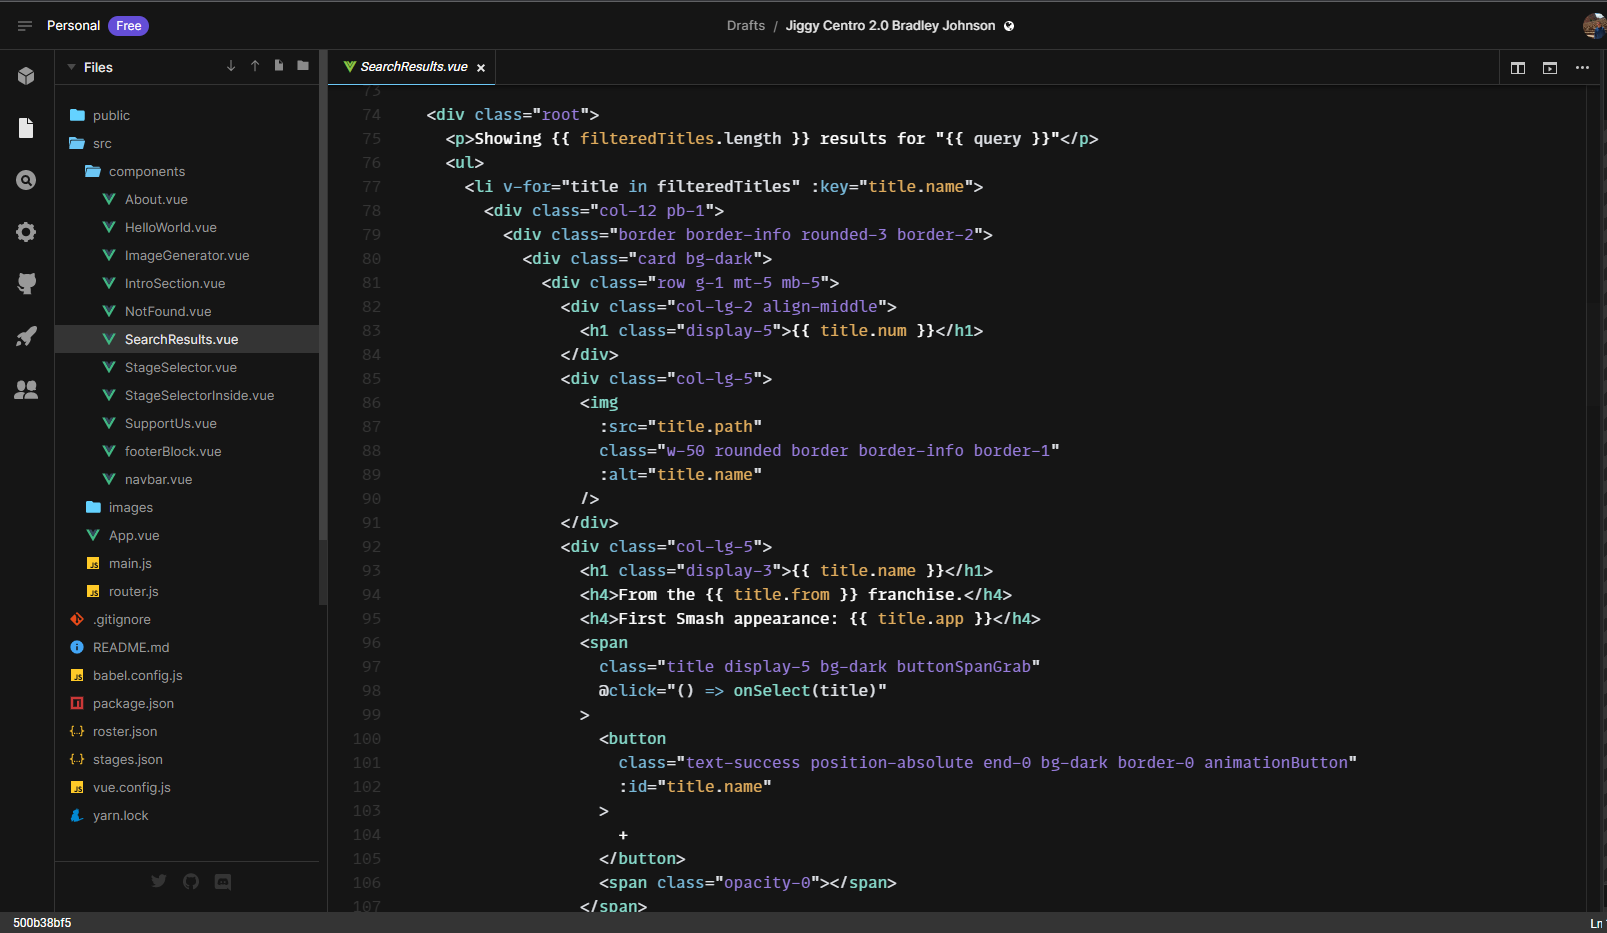 Personal Free
Drafts / Jiggy Centro 2.0 Bradley Johnson
Files
public
src
components
About.vue
HelloWorld.vue
ImageGenerator.vue
IntroSection.vue
NotFound.vue
SearchResults.vue
StageSelector.vue
StageSelectorInside.vue
SupportUs.vue
footerBlock.vue
navbar.vue
images
App.vue
main.js
router.js
.gitignore
README.md
babel.config.js
package.json
roster.json
stages.json
vue.config.js
yarn.lock
SearchResults.vue ×
73
74 <div class="root">
75 <p>Showing {{ filteredTitles.length }} results for "{{ query }}"</p>
76 <ul>
77 <li v-for="title in filteredTitles" :key="title.name">
78 <div class="col-12 pb-1">
79 <div class="border border-info rounded-3 border-2">
80 <div class="card bg-dark">
81 <div class="row g-1 mt-5 mb-5">
82 <div class="col-lg-2 align-middle">
83 <h1 class="display-5">{{ title.num }}</h1>
84 </div>
85 <div class="col-lg-5">
86 <img
87 :src="title.path"
88 class="w-50 rounded border border-info border-1"
89 :alt="title.name"
90 />
91 </div>
92 <div class="col-lg-5">
93 <h1 class="display-3">{{ title.name }}</h1>
94 <h4>From the {{ title.from }} franchise.</h4>
95 <h4>First Smash appearance: {{ title.app }}</h4>
96 <span
97 class="title display-5 bg-dark buttonSpanGrab"
98 @click="() => onSelect(title)"
99 >
100 <button
101 class="text-success position-absolute end-0 bg-dark border-0 animationButton"
102 :id="title.name"
103 >
104 +
105 </button>
106 <span class="opacity-0"></span>
107 </span>
500b38bf5
Ln